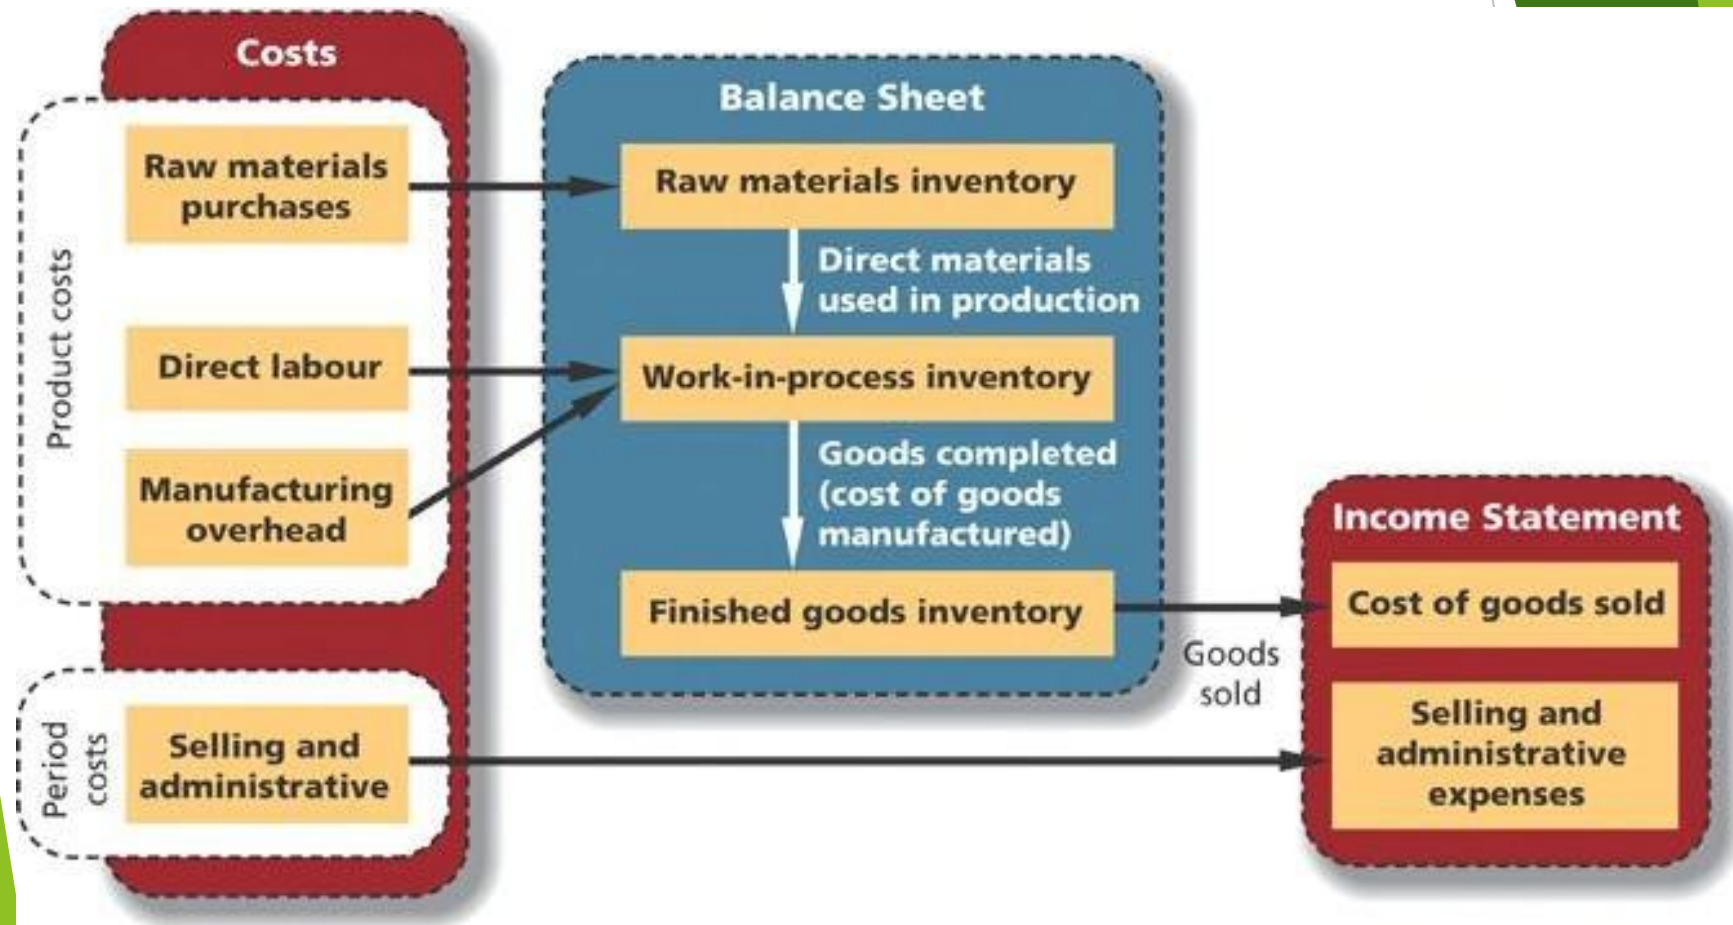 Costs
Product costs
Raw materials
purchases
Direct labour
Manufacturing
overhead
Period
costs
Selling and
administrative
Balance Sheet
Raw materials inventory
Direct materials
used in production
Work-in-process inventory
Goods completed
(cost of goods
manufactured)
Finished goods inventory
Goods
sold
Income Statement
Cost of goods sold
Selling and
administrative
expenses